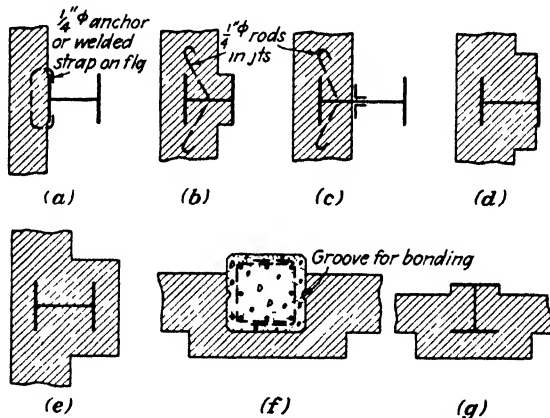 1/4"ϕ anchor
or welded
strap on flg
1/4"ϕ rods
in jts
(a)
(b)
(c)
(d)
Groove for bonding
(e)
(f)
(g)